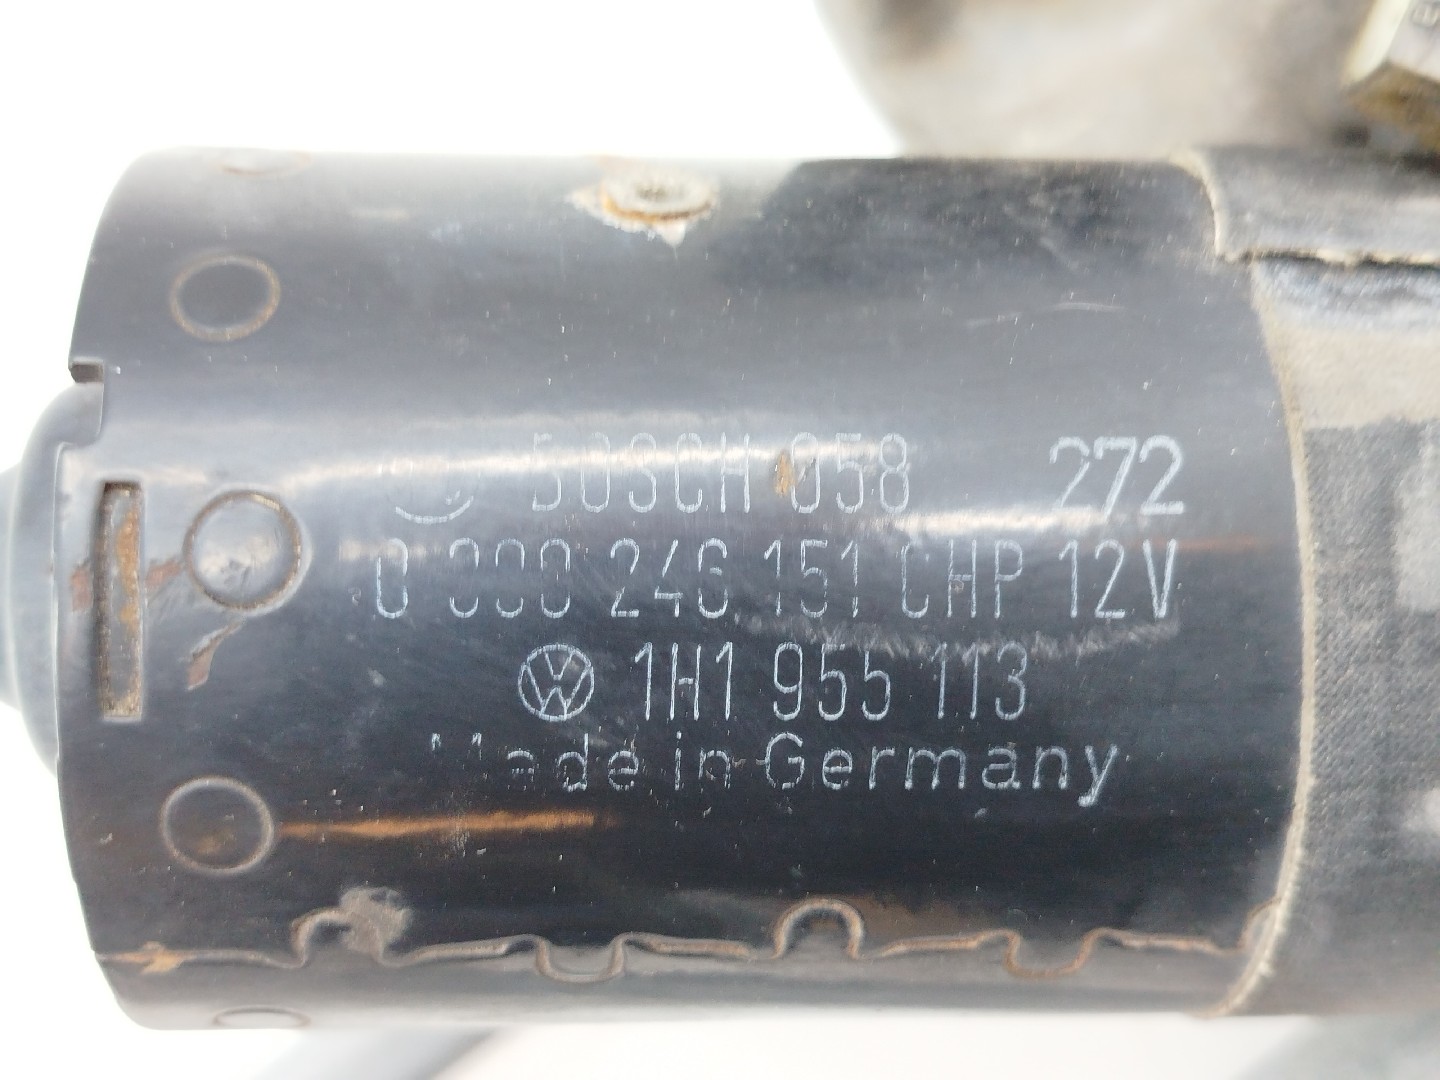 BOSCH 058 272
0 390 246 151 CHP 12V
1H1 955 113
Made in Germany